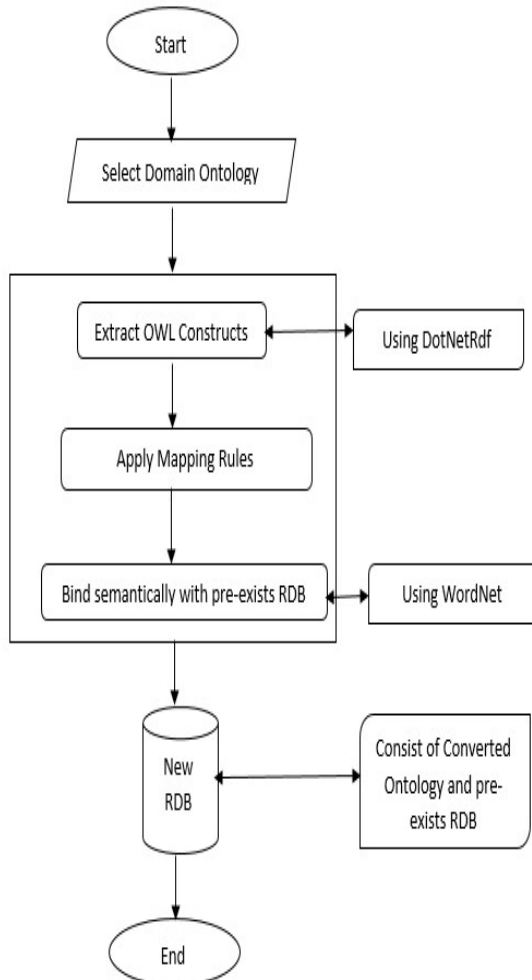 Start
Select Domain Ontology
Extract OWL Constructs
Using DotNetRdf
Apply Mapping Rules
Bind semantically with pre-exists RDB
Using WordNet
New
RDB
Consist of Converted
Ontology and pre-
exists RDB
End